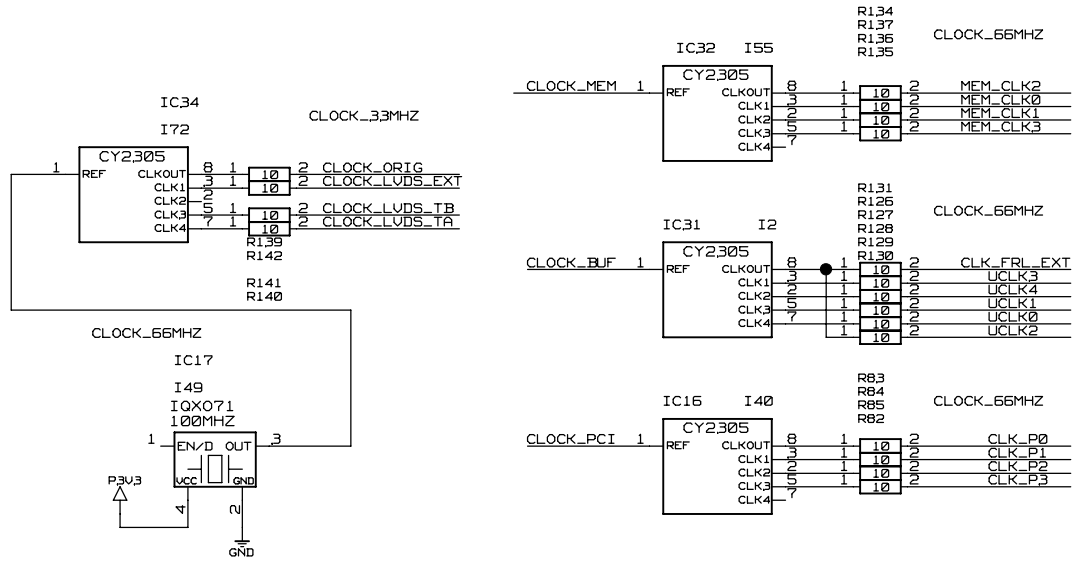 IC34
I72
CLOCK_33MHZ
CY2305
1 REF CLKOUT 8 1 10 2 CLOCK_ORIG
CLK1 3 1 10 2 CLOCK_LVDS_EXT
CLK2 2
CLK3 5 1 10 2 CLOCK_LVDS_TB
CLK4 7 1 10 2 CLOCK_LVDS_TA
R139
R142
R141
R140
CLOCK_66MHZ
IC17
I49
IQXO71
100MHZ
1 EN/D OUT 3
VCC GND
P3V3
4 2
GND
R134
R137
R136
R135
CLOCK_66MHZ
IC32 I55
CY2305
CLOCK_MEM 1 REF CLKOUT 8 1 10 2 MEM_CLK2
CLK1 3 1 10 2 MEM_CLK0
CLK2 2 1 10 2 MEM_CLK1
CLK3 5 1 10 2 MEM_CLK3
CLK4 7
R131
R126
R127
R128
R129
R130
CLOCK_66MHZ
IC31 I2
CY2305
CLOCK_BUF 1 REF CLKOUT 8 1 10 2 CLK_FRL_EXT
CLK1 3 1 10 2 UCLK3
CLK2 2 1 10 2 UCLK4
CLK3 5 1 10 2 UCLK1
CLK4 7 1 10 2 UCLK0
1 10 2 UCLK2
R83
R84
R85
R82
CLOCK_66MHZ
IC16 I40
CY2305
CLOCK_PCI 1 REF CLKOUT 8 1 10 2 CLK_P0
CLK1 3 1 10 2 CLK_P1
CLK2 2 1 10 2 CLK_P2
CLK3 5 1 10 2 CLK_P3
CLK4 7